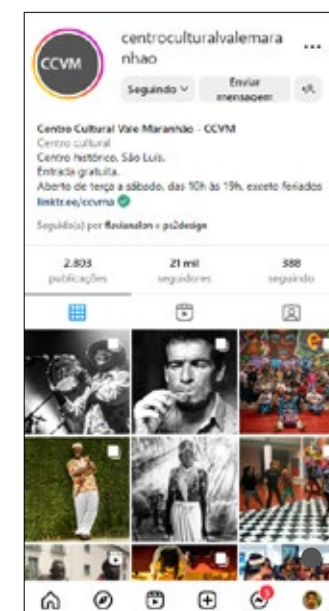 centroculturalvalemara
nhao
CCVM
Seguindo
Enviar
mensagem
Centro Cultural Vale Maranhão - CCVM
Centro cultural
Centro histórico, São Luís.
Entrada gratuita.
Aberto de terça a sábado, das 10h às 19h, exceto feriados
linktr.ee/ccvma
Seguido(a) por flavianalon e ps2design
2.803
publicações
21 mil
seguidores
388
seguindo